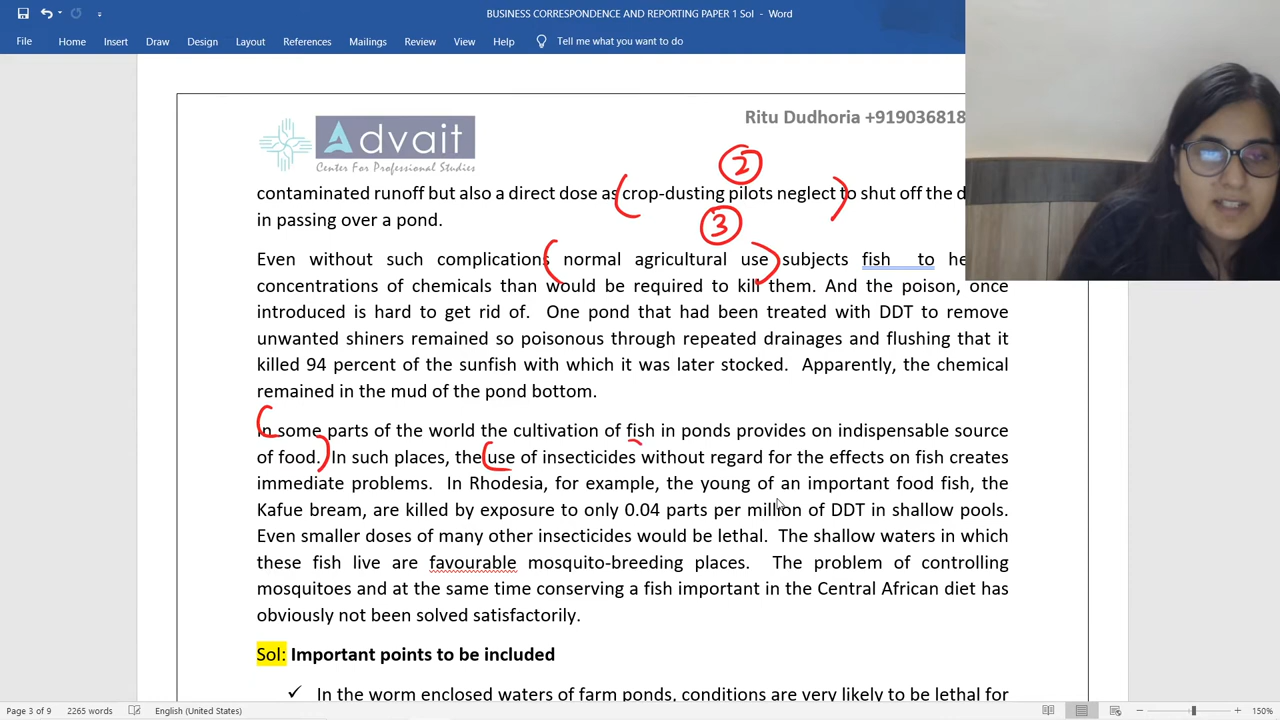 BUSINESS CORRESPONDENCE AND REPORTING PAPER 1 Sol - Word
File Home Insert Draw Design Layout References Mailings Review View Help Tell me what you want to do
Ritu Dudhoria +919036818
Advait
Center For Professional Studies
2
contaminated runoff but also a direct dose as crop-dusting pilots neglect to shut off the
in passing over a pond.
3
Even without such complications normal agricultural use subjects fish to
concentrations of chemicals than would be required to kill them. And the poison, once
introduced is hard to get rid of. One pond that had been treated with DDT to remove
unwanted shiners remained so poisonous through repeated drainages and flushing that it
killed 94 percent of the sunfish with which it was later stocked. Apparently, the chemical
remained in the mud of the pond bottom.
In some parts of the world the cultivation of fish in ponds provides on indispensable source
of food. In such places, the use of insecticides without regard for the effects on fish creates
immediate problems. In Rhodesia, for example, the young of an important food fish, the
Kafue bream, are killed by exposure to only 0.04 parts per million of DDT in shallow pools.
Even smaller doses of many other insecticides would be lethal. The shallow waters in which
these fish live are favourable mosquito-breeding places. The problem of controlling
mosquitoes and at the same time conserving a fish important in the Central African diet has
obviously not been solved satisfactorily.
Sol: Important points to be included
✓ In the worm enclosed waters of farm ponds, conditions are very likely to be lethal for
Page 3 of 9 2265 words English (United States) 150%